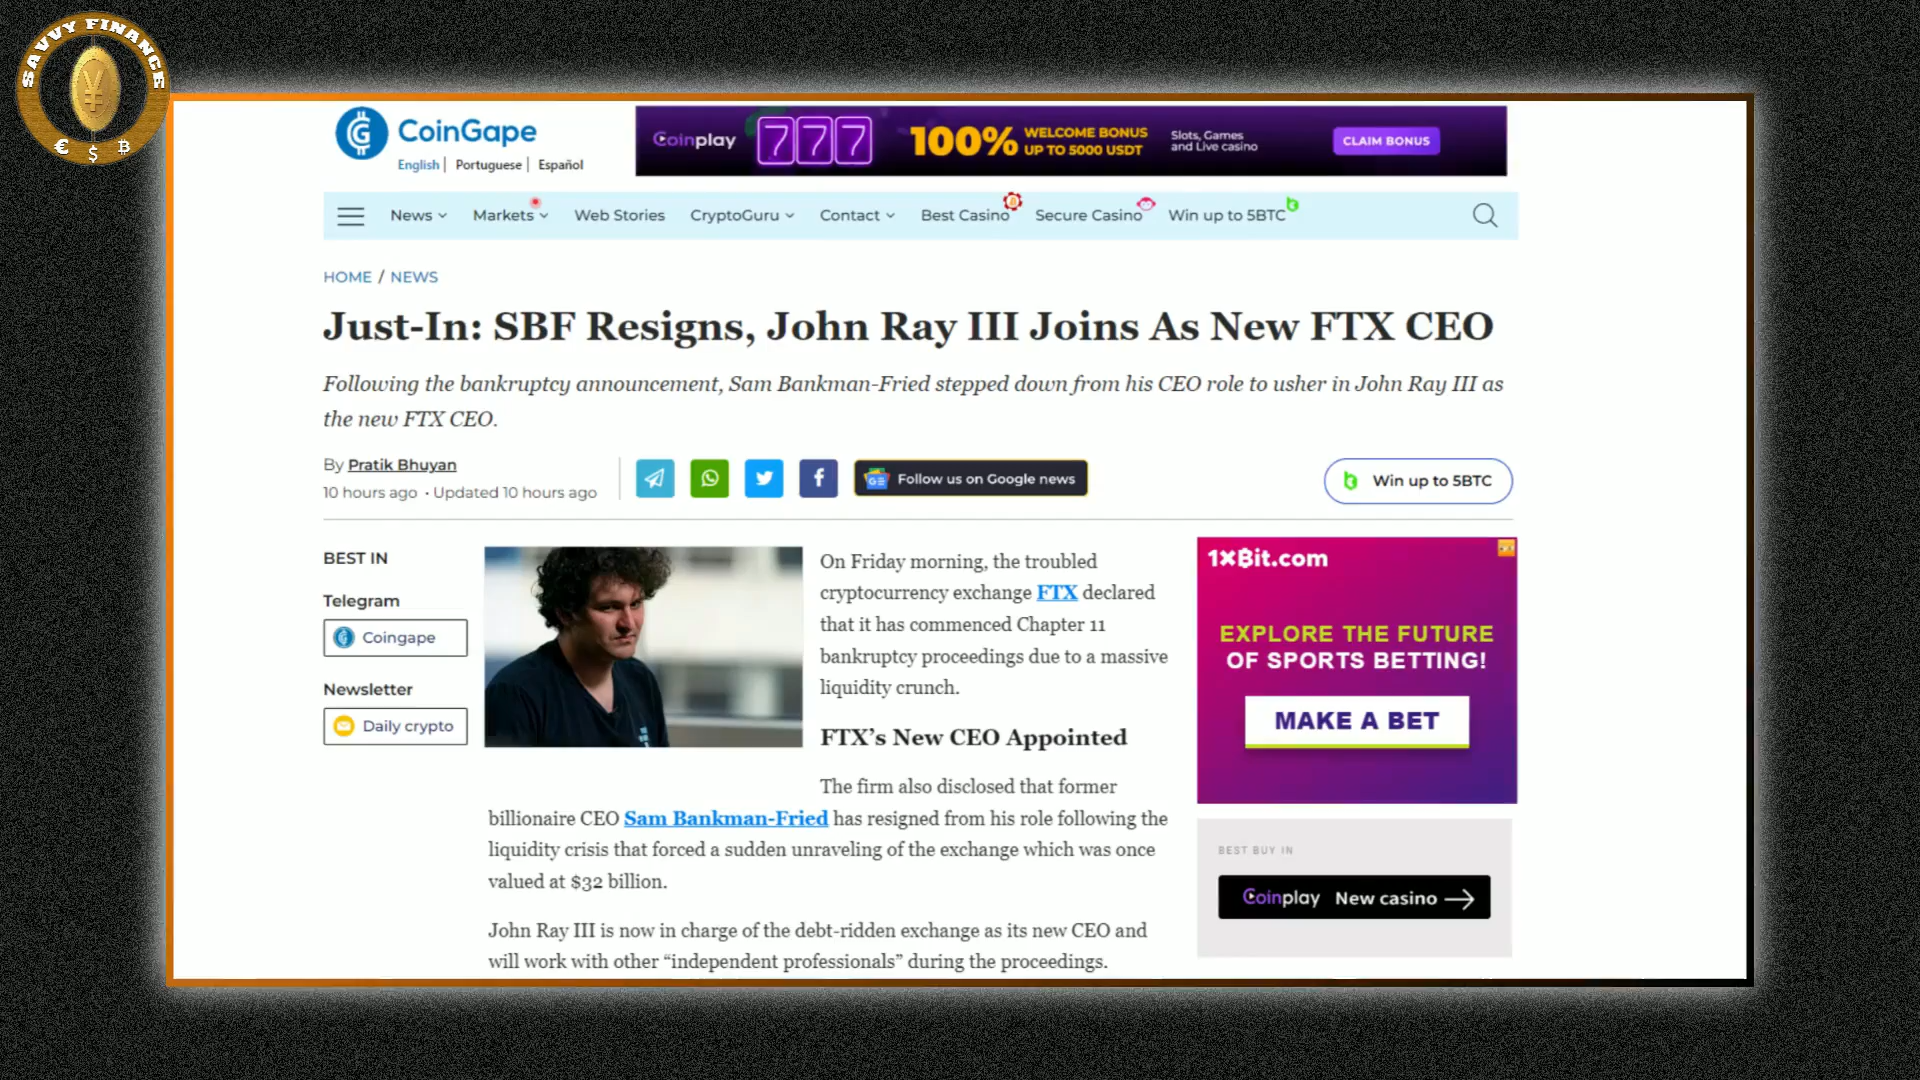 SAVVY FINANCE
¥
€ $ ₿
CoinGape
English | Portuguese | Español
Coinplay 777 100% WELCOME BONUS UP TO 5000 USDT Slots, Games and Live casino CLAIM BONUS
News Markets Web Stories CryptoGuru Contact Best Casino Secure Casino Win up to 5BTC
HOME / NEWS
Just-In: SBF Resigns, John Ray III Joins As New FTX CEO
Following the bankruptcy announcement, Sam Bankman-Fried stepped down from his CEO role to usher in John Ray III as
the new FTX CEO.
By Pratik Bhuyan
10 hours ago • Updated 10 hours ago
Follow us on Google news
Win up to 5BTC
BEST IN
Telegram
Coingape
Newsletter
Daily crypto
On Friday morning, the troubled
cryptocurrency exchange FTX declared
that it has commenced Chapter 11
bankruptcy proceedings due to a massive
liquidity crunch.
FTX’s New CEO Appointed
The firm also disclosed that former
billionaire CEO Sam Bankman-Fried has resigned from his role following the
liquidity crisis that forced a sudden unraveling of the exchange which was once
valued at $32 billion.
John Ray III is now in charge of the debt-ridden exchange as its new CEO and
will work with other “independent professionals” during the proceedings.
1XBit.com
EXPLORE THE FUTURE
OF SPORTS BETTING!
MAKE A BET
BEST BUY IN
Coinplay New casino